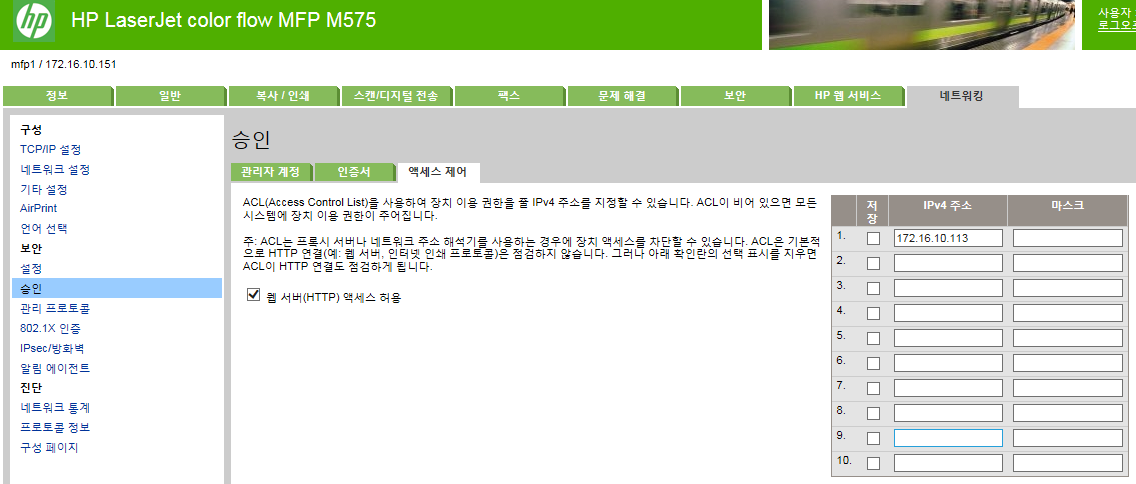 hp
HP LaserJet color flow MFP M575
사용자
로그오
mfp1 / 172.16.10.151
정보
일반
복사 / 인쇄
스캔/디지털 전송
팩스
문제 해결
보안
HP 웹 서비스
네트워킹
구성
TCP/IP 설정
네트워크 설정
기타 설정
AirPrint
언어 선택
보안
설정
승인
관리 프로토콜
802.1X 인증
IPsec/방화벽
알림 에이전트
진단
네트워크 통계
프로토콜 정보
구성 페이지
승인
관리자 계정
인증서
액세스 제어
ACL(Access Control List)을 사용하여 장치 이용 권한을 줄 IPv4 주소를 지정할 수 있습니다. ACL이 비어 있으면 모든
시스템에 장치 이용 권한이 주어집니다.
주: ACL는 프록시 서버나 네트워크 주소 해석기를 사용하는 경우에 장치 액세스를 차단할 수 있습니다. ACL은 기본적
으로 HTTP 연결(예: 웹 서버, 인터넷 인쇄 프로토콜)은 점검하지 않습니다. 그러나 아래 확인란의 선택 표시를 지우면
ACL이 HTTP 연결도 점검하게 됩니다.
웹 서버(HTTP) 액세스 허용
저장
IPv4 주소
마스크
1. 172.16.10.113
2.
3.
4.
5.
6.
7.
8.
9.
10.